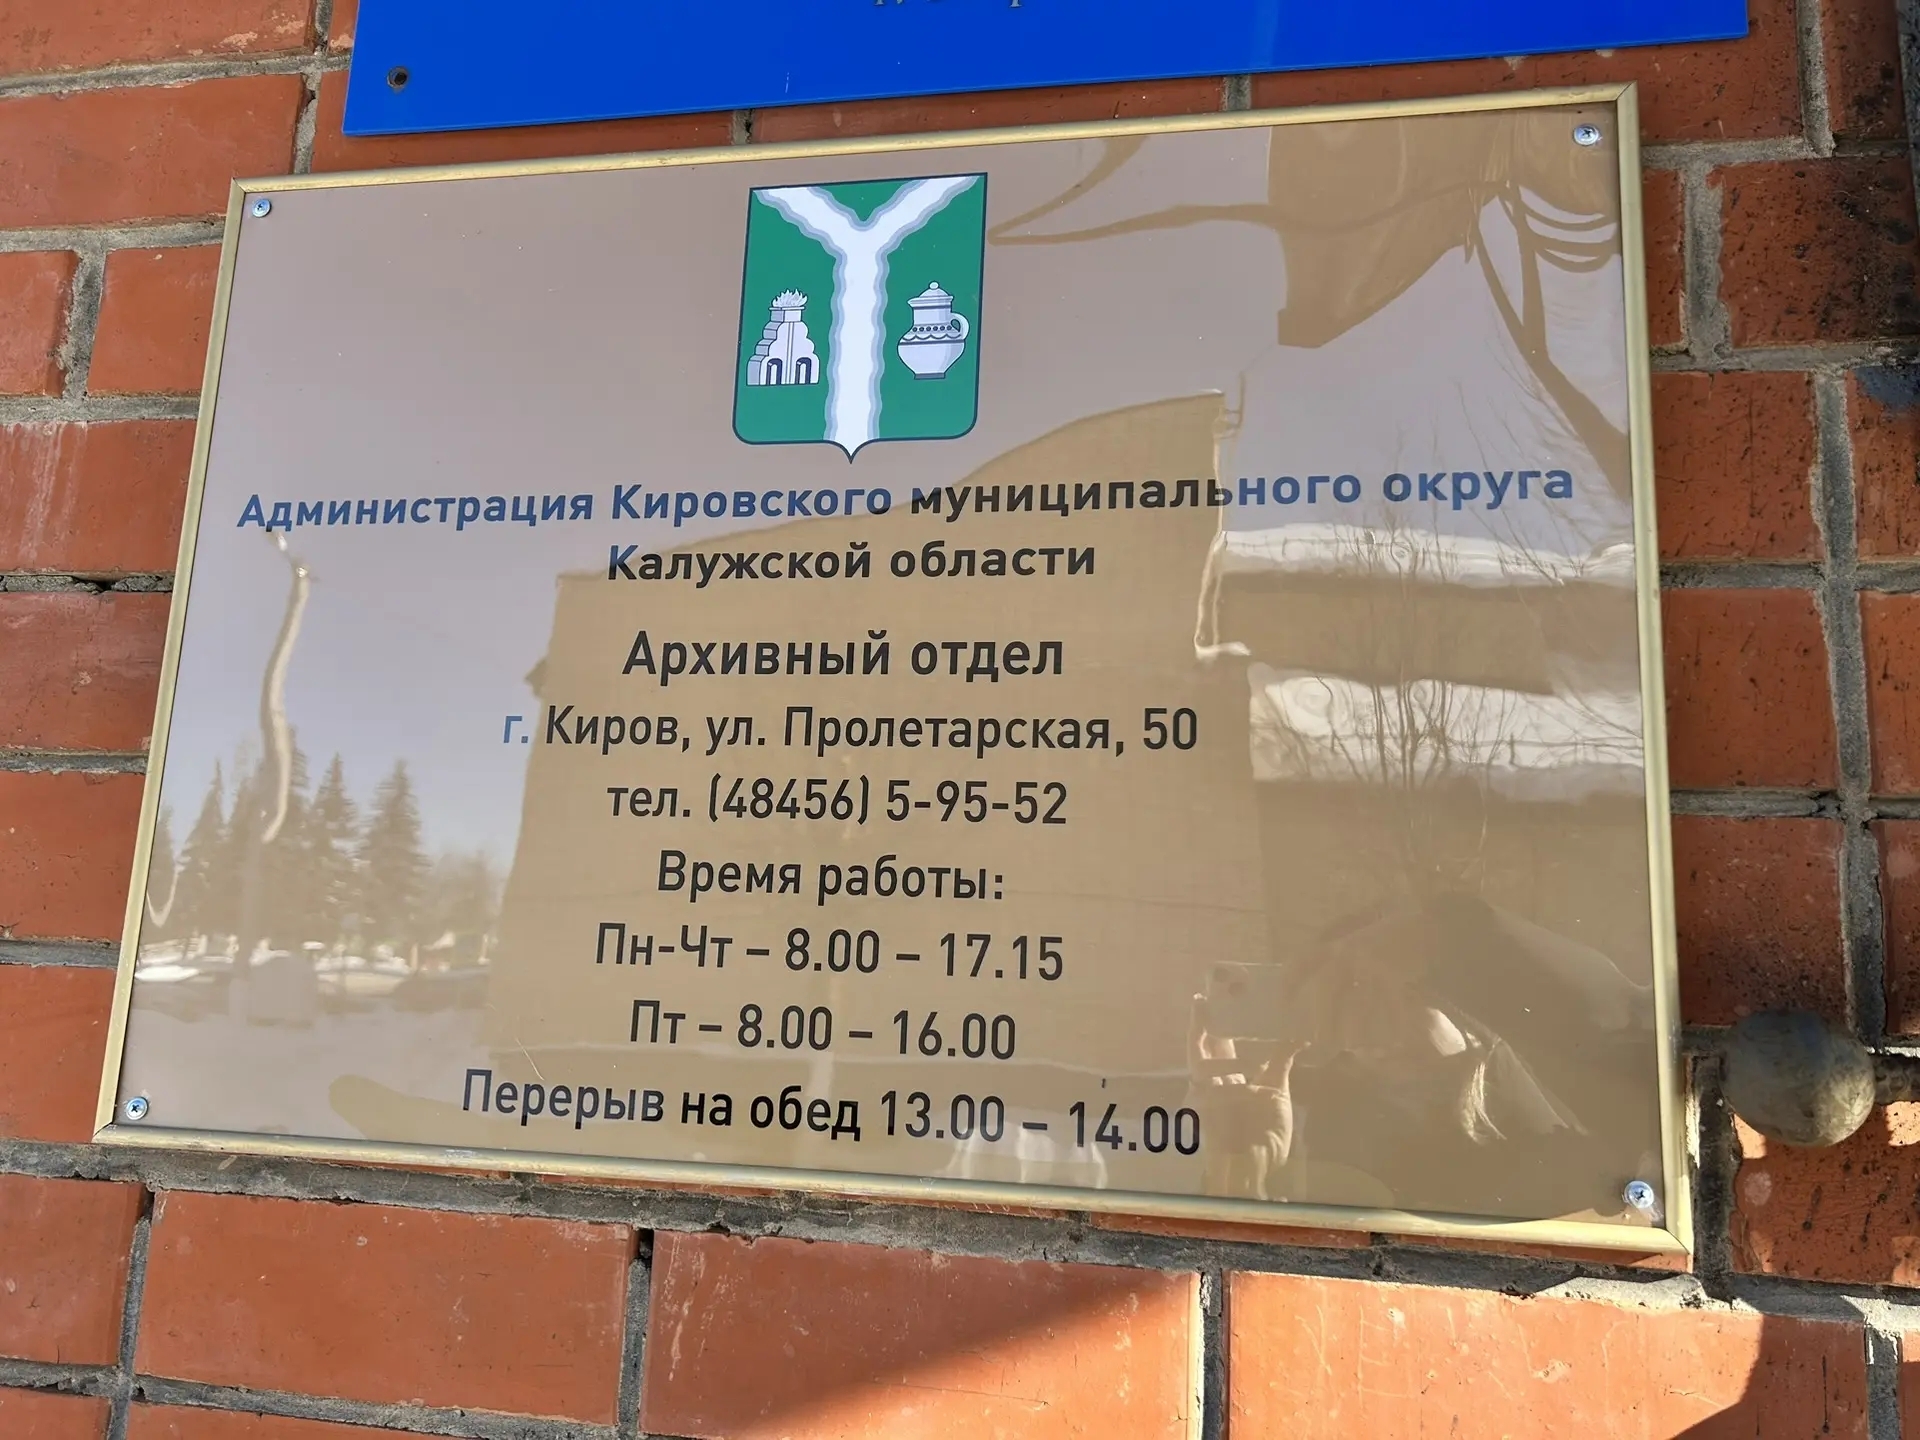 Администрация Кировского муниципального округа
Калужской области
Архивный отдел
г. Киров, ул. Пролетарская, 50
тел. (48456) 5-95-52
Время работы:
Пн-Чт – 8.00 – 17.15
Пт – 8.00 – 16.00
Перерыв на обед 13.00 – 14.00